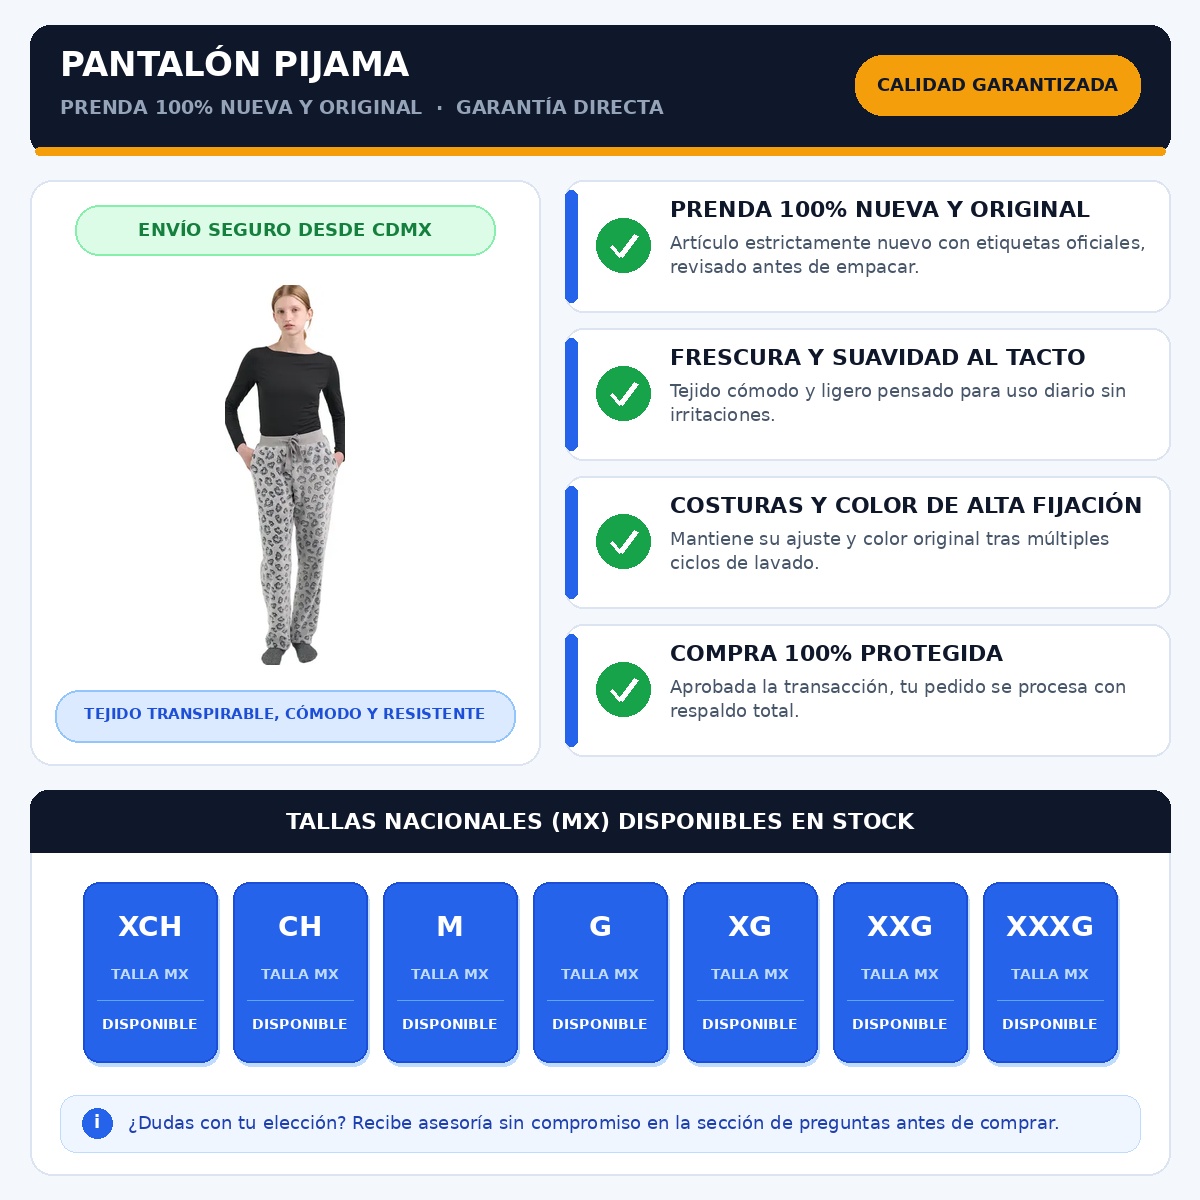 PANTALÓN PIJAMA
PRENDA 100% NUEVA Y ORIGINAL · GARANTÍA DIRECTA
CALIDAD GARANTIZADA
ENVÍO SEGURO DESDE CDMX
TEJIDO TRANSPIRABLE, CÓMODO Y RESISTENTE
PRENDA 100% NUEVA Y ORIGINAL
Artículo estrictamente nuevo con etiquetas oficiales,
revisado antes de empacar.
FRESCURA Y SUAVIDAD AL TACTO
Tejido cómodo y ligero pensado para uso diario sin
irritaciones.
COSTURAS Y COLOR DE ALTA FIJACIÓN
Mantiene su ajuste y color original tras múltiples
ciclos de lavado.
COMPRA 100% PROTEGIDA
Aprobada la transacción, tu pedido se procesa con
respaldo total.
TALLAS NACIONALES (MX) DISPONIBLES EN STOCK
XCH
TALLA MX
DISPONIBLE
CH
TALLA MX
DISPONIBLE
M
TALLA MX
DISPONIBLE
G
TALLA MX
DISPONIBLE
XG
TALLA MX
DISPONIBLE
XXG
TALLA MX
DISPONIBLE
XXXG
TALLA MX
DISPONIBLE
i ¿Dudas con tu elección? Recibe asesoría sin compromiso en la sección de preguntas antes de comprar.